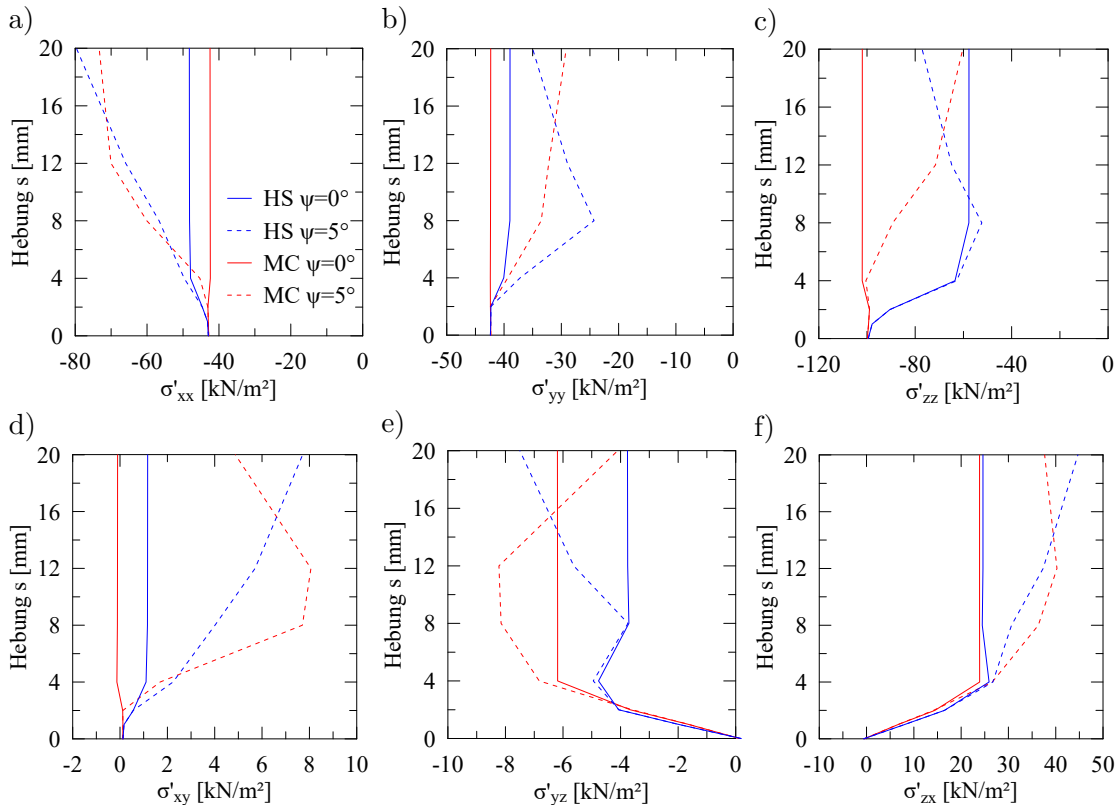 a)
20
16
12
8
4
0
Hebung s [mm]
-80 -60 -40 -20 0
σ'xx [kN/m²]
HS ψ=0°
HS ψ=5°
MC ψ=0°
MC ψ=5°
b)
20
16
12
8
4
0
Hebung s [mm]
-50 -40 -30 -20 -10 0
σ'yy [kN/m²]
c)
20
16
12
8
4
0
Hebung s [mm]
-120 -80 -40 0
σ'zz [kN/m²]
d)
20
16
12
8
4
0
Hebung s [mm]
-2 0 2 4 6 8 10
σ'xy [kN/m²]
e)
20
16
12
8
4
0
Hebung s [mm]
-10 -8 -6 -4 -2 0
σ'yz [kN/m²]
f)
20
16
12
8
4
0
Hebung s [mm]
-10 0 10 20 30 40 50
σ'zx [kN/m²]